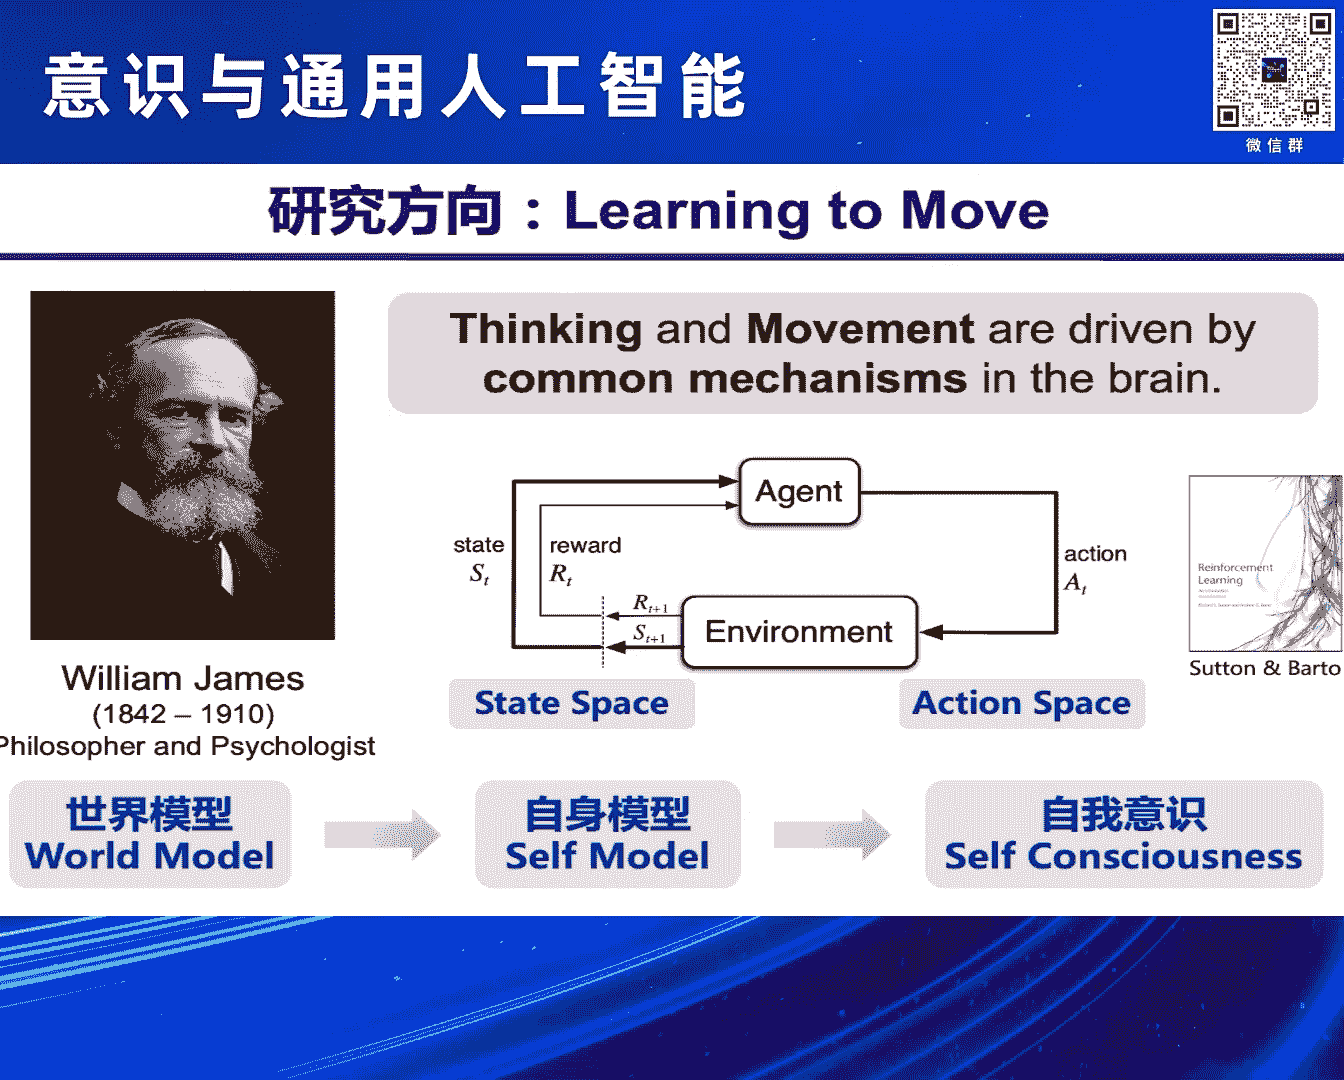 意识与通用人工智能
微信群
研究方向：Learning to Move
Thinking and Movement are driven by
common mechanisms in the brain.
Agent
state
S_t
reward
R_t
action
A_t
R_{t+1}
S_{t+1}
Environment
Reinforcement
Learning
Sutton & Barto
State Space
Action Space
William James
(1842 – 1910)
Philosopher and Psychologist
世界模型
World Model
自身模型
Self Model
自我意识
Self Consciousness